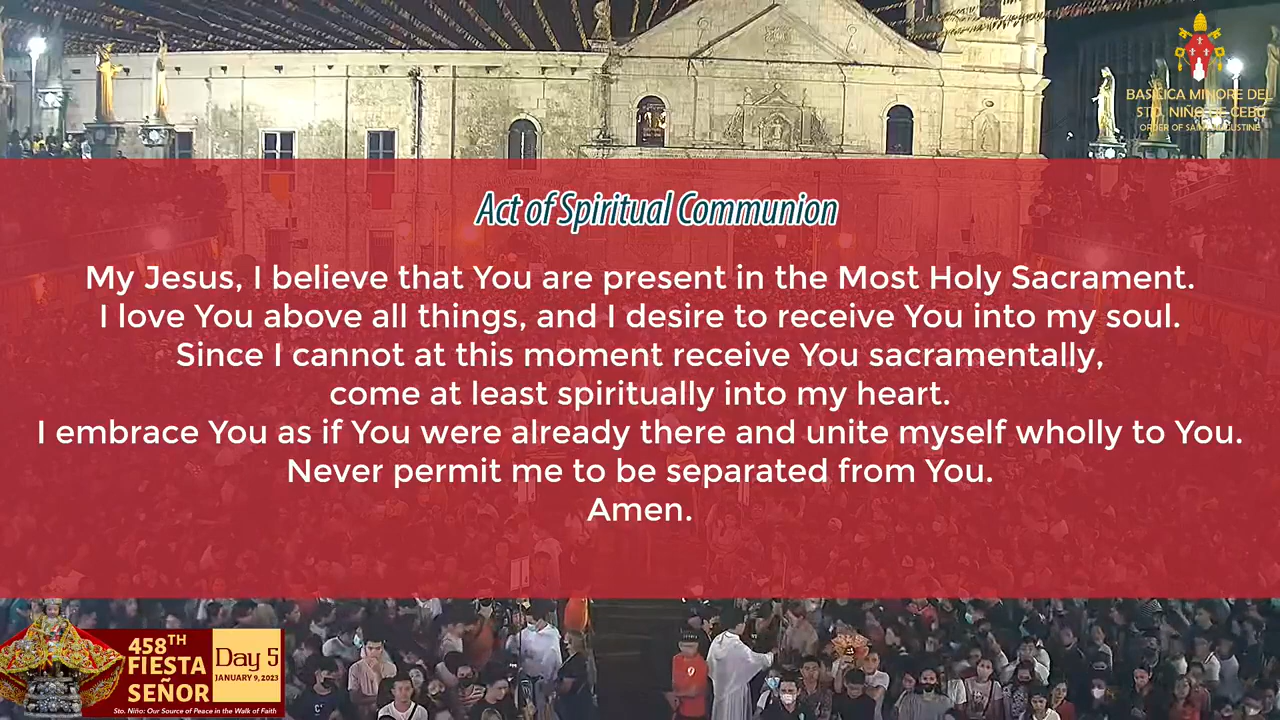 BASILICA MINORE DEL
STO. NIÑO DE CEBU
ORDER OF SAINT AUGUSTINE
Act of Spiritual Communion
My Jesus, I believe that You are present in the Most Holy Sacrament.
I love You above all things, and I desire to receive You into my soul.
Since I cannot at this moment receive You sacramentally,
come at least spiritually into my heart.
I embrace You as if You were already there and unite myself wholly to You.
Never permit me to be separated from You.
Amen.
458TH
FIESTA
SEÑOR
Day 5
JANUARY 9, 2023
Sto. Niño: Our Source of Peace in the Walk of Faith